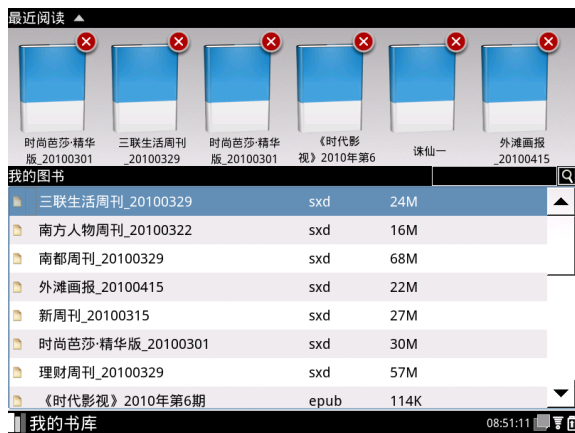 最近阅读
时尚芭莎·精华
版_20100301
三联生活周刊
_20100329
时尚芭莎·精华
版_20100301
《时代影
视》2010年第6
诛仙一
外滩画报
_20100415
我的图书
三联生活周刊_20100329 sxd 24M
南方人物周刊_20100322 sxd 16M
南都周刊_20100329 sxd 68M
外滩画报_20100415 sxd 22M
新周刊_20100315 sxd 27M
时尚芭莎·精华版_20100301 sxd 30M
理财周刊_20100329 sxd 57M
《时代影视》2010年第6期 epub 114K
我的书库 08:51:11